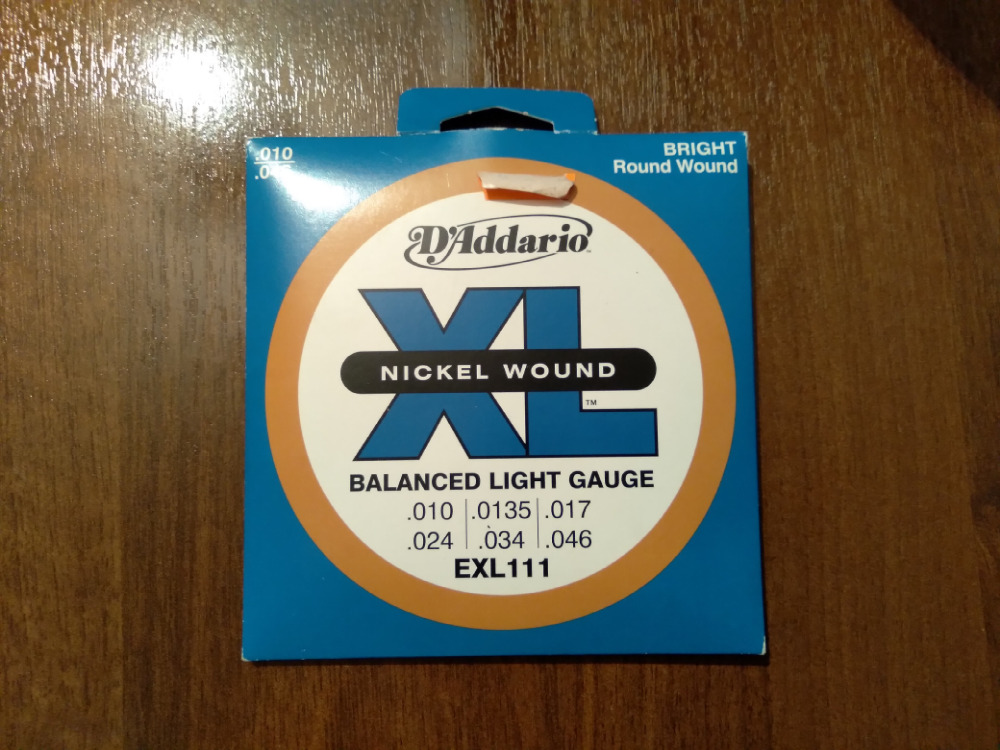 .010
BRIGHT
Round Wound
D'Addario
XL
NICKEL WOUND
TM
BALANCED LIGHT GAUGE
.010 | .0135 | .017
.024 | .034 | .046
EXL111